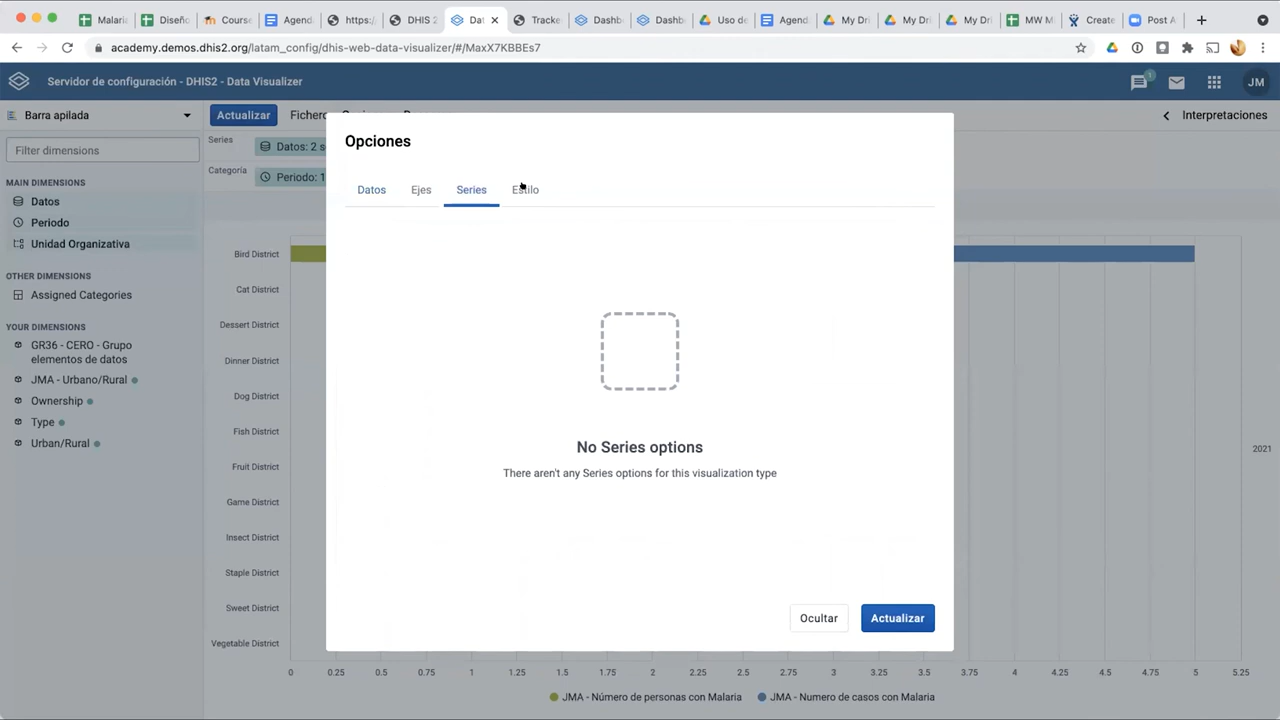 Malaria
Diseño
Course
Agend
https:/
DHIS 2
Dat
Tracke
Dashb
Dashb
Uso de
Agend
My Dri
My Dri
My Dri
MW M
Create
Post A
academy.demos.dhis2.org/latam_config/dhis-web-data-visualizer/#/MaxX7KBBEs7
Servidor de configuración - DHIS2 - Data Visualizer
1
JM
Barra apilada
Actualizar
Interpretaciones
Filter dimensions
Series
Datos: 2 s
Categoría
Periodo: 1
MAIN DIMENSIONS
Datos
Periodo
Unidad Organizativa
OTHER DIMENSIONS
Assigned Categories
YOUR DIMENSIONS
GR36 - CERO - Grupo
elementos de datos
JMA - Urbano/Rural
Ownership
Type
Urban/Rural
Opciones
Datos
Ejes
Series
Estilo
No Series options
There aren't any Series options for this visualization type
Ocultar
Actualizar
Bird District
Cat District
Dessert District
Dinner District
Dog District
Fish District
Fruit District
Game District
Insect District
Staple District
Sweet District
Vegetable District
2021
0 0.25 0.5 0.75 1 1.25 1.5 1.75 2 2.25 2.5 2.75 3 3.25 3.5 3.75 4 4.25 4.5 4.75 5 5.25
JMA - Número de personas con Malaria
JMA - Numero de casos con Malaria